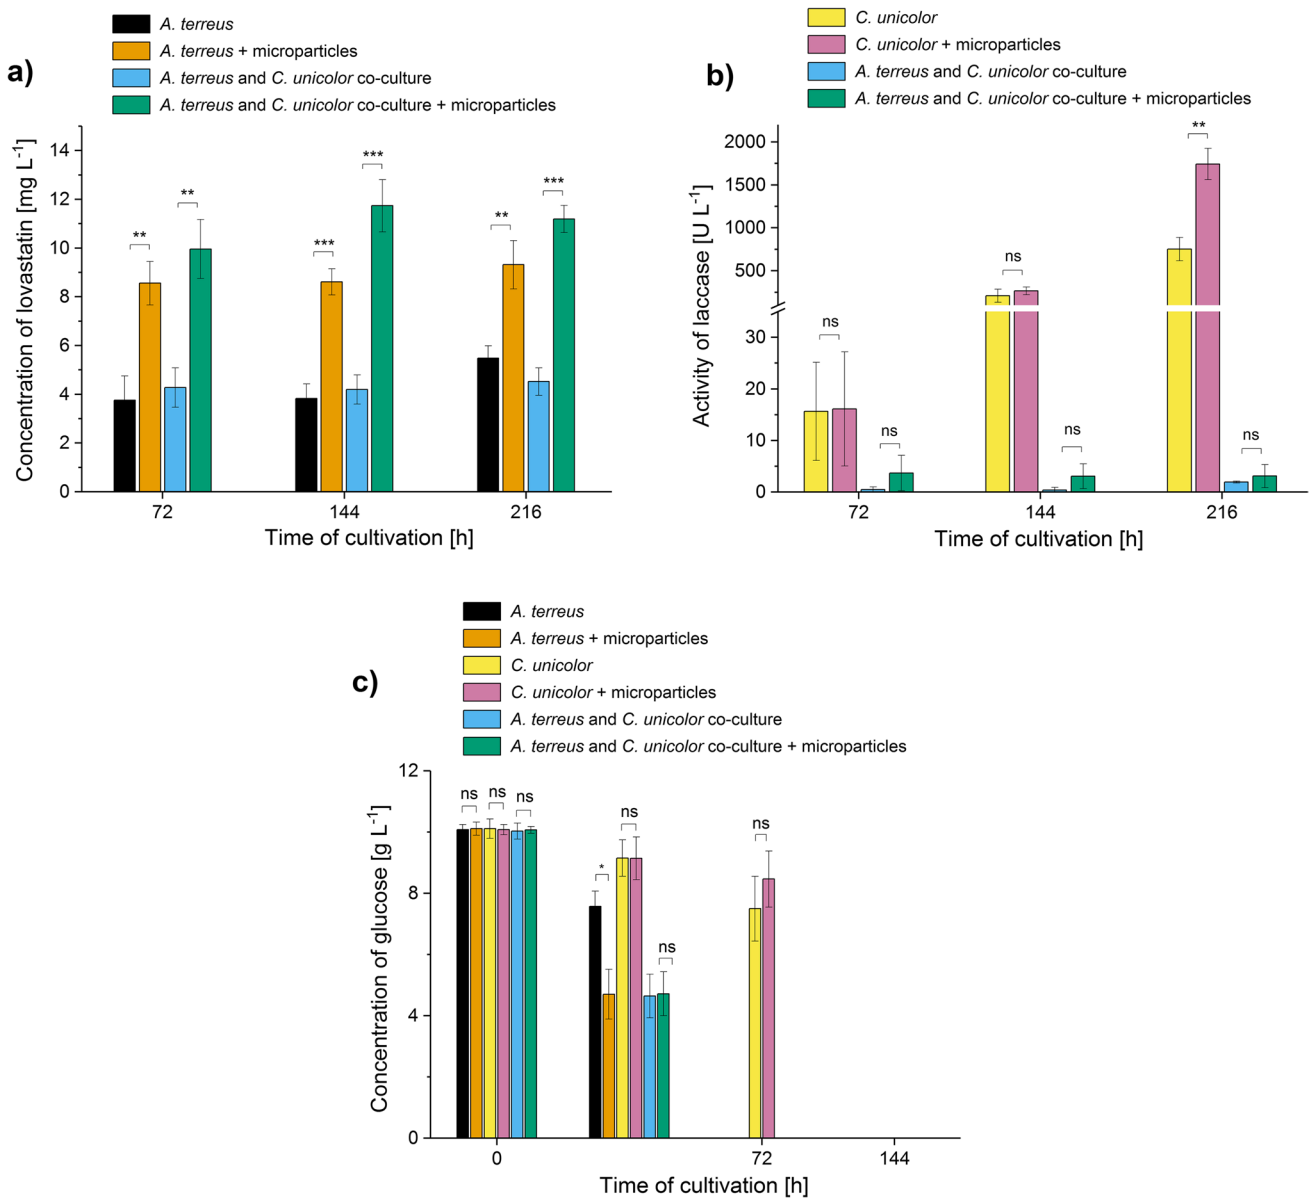 a)
A. terreus
A. terreus + microparticles
A. terreus and C. unicolor co-culture
A. terreus and C. unicolor co-culture + microparticles
Concentration of lovastatin [mg L⁻¹]
14
12
10
8
6
4
2
0
** **
*** ***
** ***
72 144 216
Time of cultivation [h]
b)
C. unicolor
C. unicolor + microparticles
A. terreus and C. unicolor co-culture
A. terreus and C. unicolor co-culture + microparticles
Activity of laccase [U L⁻¹]
2000
1500
1000
500
30
20
10
0
ns ns
ns ns
** ns
72 144 216
Time of cultivation [h]
c)
A. terreus
A. terreus + microparticles
C. unicolor
C. unicolor + microparticles
A. terreus and C. unicolor co-culture
A. terreus and C. unicolor co-culture + microparticles
Concentration of glucose [g L⁻¹]
12
8
4
0
ns ns ns
* ns ns
ns
0 72 144
Time of cultivation [h]